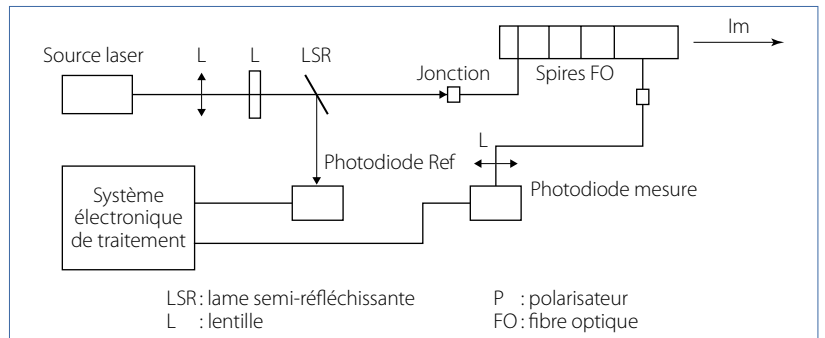 Im
Source laser
L
L
LSR
Jonction
Spires FO
L
Photodiode Ref
Photodiode mesure
Système
électronique
de traitement
LSR : lame semi-réfléchissante
P : polarisateur
L : lentille
FO : fibre optique